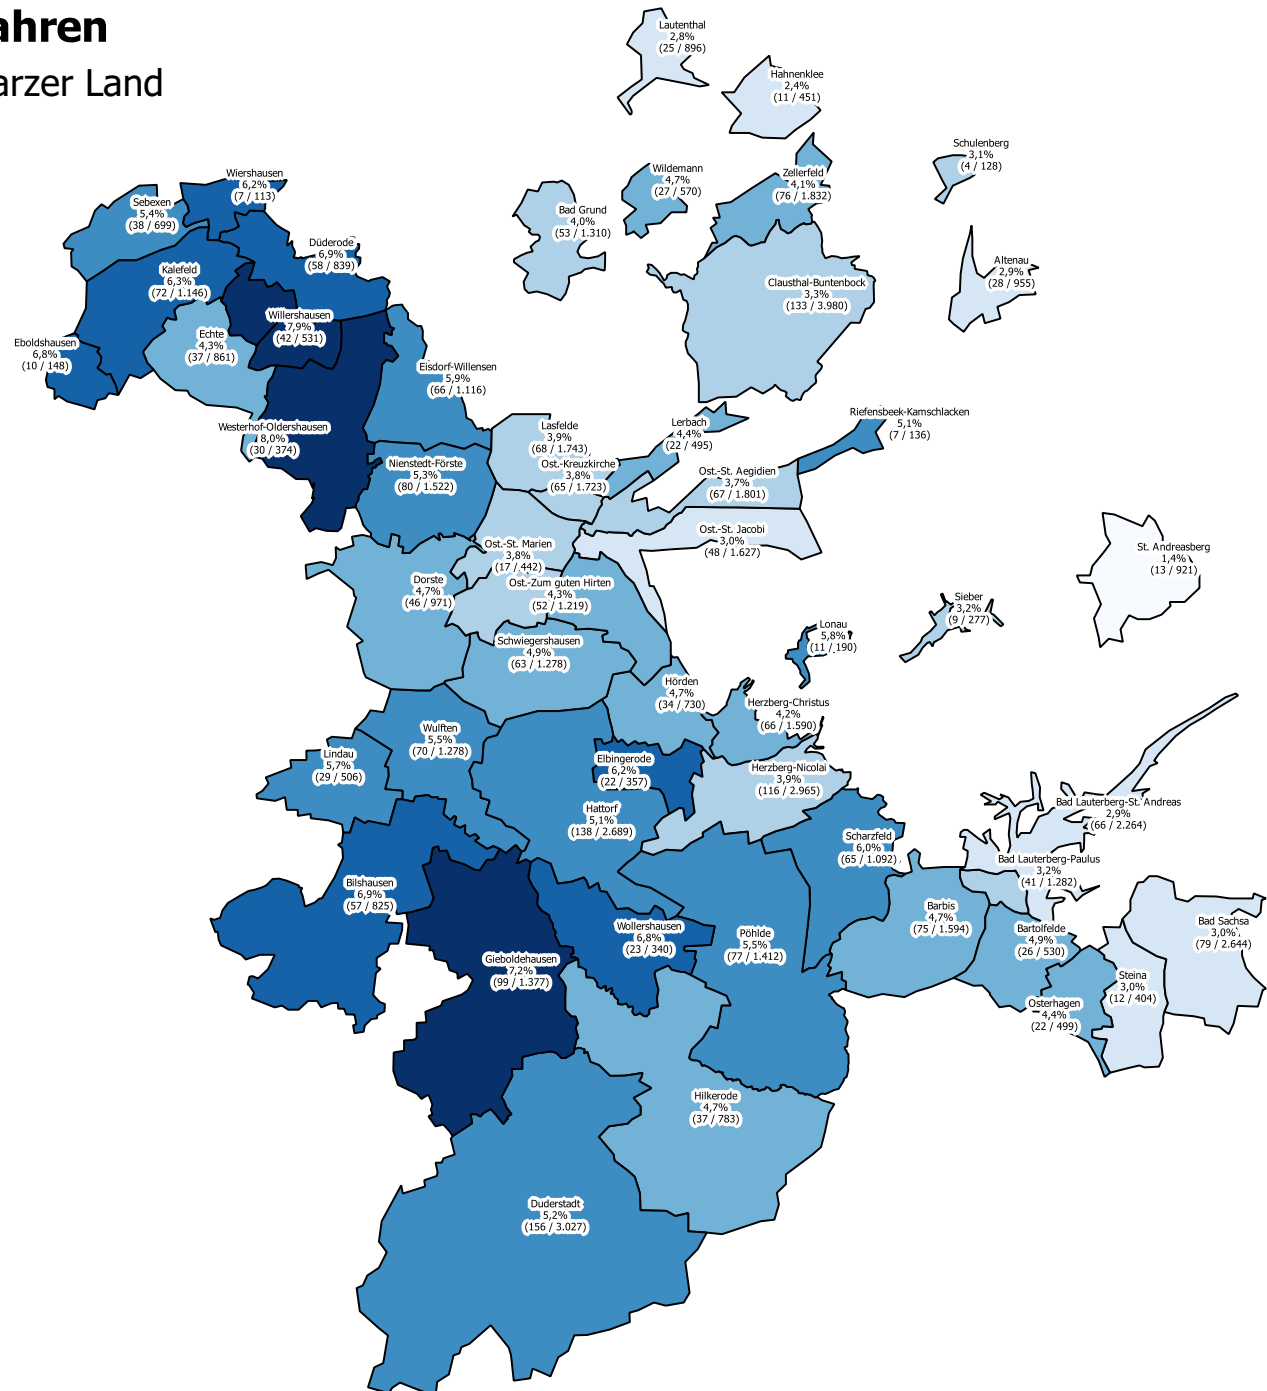 ahren
arzer Land
Lautenthal
2,8%
(25 / 896)
Hahnenklee
2,4%
(11 / 451)
Schulenberg
3,1%
(4 / 128)
Wildemann
4,7%
(27 / 570)
Zellerfeld
4,1%
(76 / 1.832)
Wiershausen
6,2%
(7 / 113)
Sebexen
5,4%
(38 / 699)
Bad Grund
4,0%
(53 / 1.310)
Düderode
6,9%
(58 / 839)
Kalefeld
6,3%
(72 / 1.146)
Clausthal-Buntenbock
3,3%
(133 / 3.980)
Altenau
2,9%
(28 / 955)
Willershausen
7,9%
(42 / 531)
Echte
4,3%
(37 / 861)
Eboldshausen
6,8%
(10 / 148)
Eisdorf-Willensen
5,9%
(66 / 1.116)
Westerhof-Oldershausen
8,0%
(30 / 374)
Lasfelde
3,9%
(68 / 1.743)
Lerbach
4,4%
(22 / 495)
Riefensbeek-Kamschlacken
5,1%
(7 / 136)
Nienstedt-Förste
5,3%
(80 / 1.522)
Ost.-Kreuzkirche
3,8%
(65 / 1.723)
Ost.-St. Aegidien
3,7%
(67 / 1.801)
Ost.-St. Jacobi
3,0%
(48 / 1.627)
Ost.-St. Marien
3,8%
(17 / 442)
St. Andreasberg
1,4%
(13 / 921)
Dorste
4,7%
(46 / 971)
Ost.-Zum guten Hirten
4,3%
(52 / 1.219)
Sieber
3,2%
(9 / 277)
Lonau
5,8%
(11 / 190)
Schwiegershausen
4,9%
(63 / 1.278)
Hörden
4,7%
(34 / 730)
Herzberg-Christus
4,2%
(66 / 1.590)
Wulften
5,5%
(70 / 1.278)
Lindau
5,7%
(29 / 506)
Elbingerode
6,2%
(22 / 357)
Herzberg-Nicolai
3,9%
(116 / 2.965)
Hattorf
5,1%
(138 / 2.689)
Bad Lauterberg-St. Andreas
2,9%
(66 / 2.264)
Scharzfeld
6,0%
(65 / 1.092)
Bad Lauterberg-Paulus
3,2%
(41 / 1.282)
Bilshausen
6,9%
(57 / 825)
Barbis
4,7%
(75 / 1.594)
Bad Sachsa
3,0%
(79 / 2.644)
Wollershausen
6,8%
(23 / 340)
Pöhlde
5,5%
(77 / 1.412)
Bartolfelde
4,9%
(26 / 530)
Gieboldehausen
7,2%
(99 / 1.377)
Steina
3,0%
(12 / 404)
Osterhagen
4,4%
(22 / 499)
Hilkerode
4,7%
(37 / 783)
Duderstadt
5,2%
(156 / 3.027)